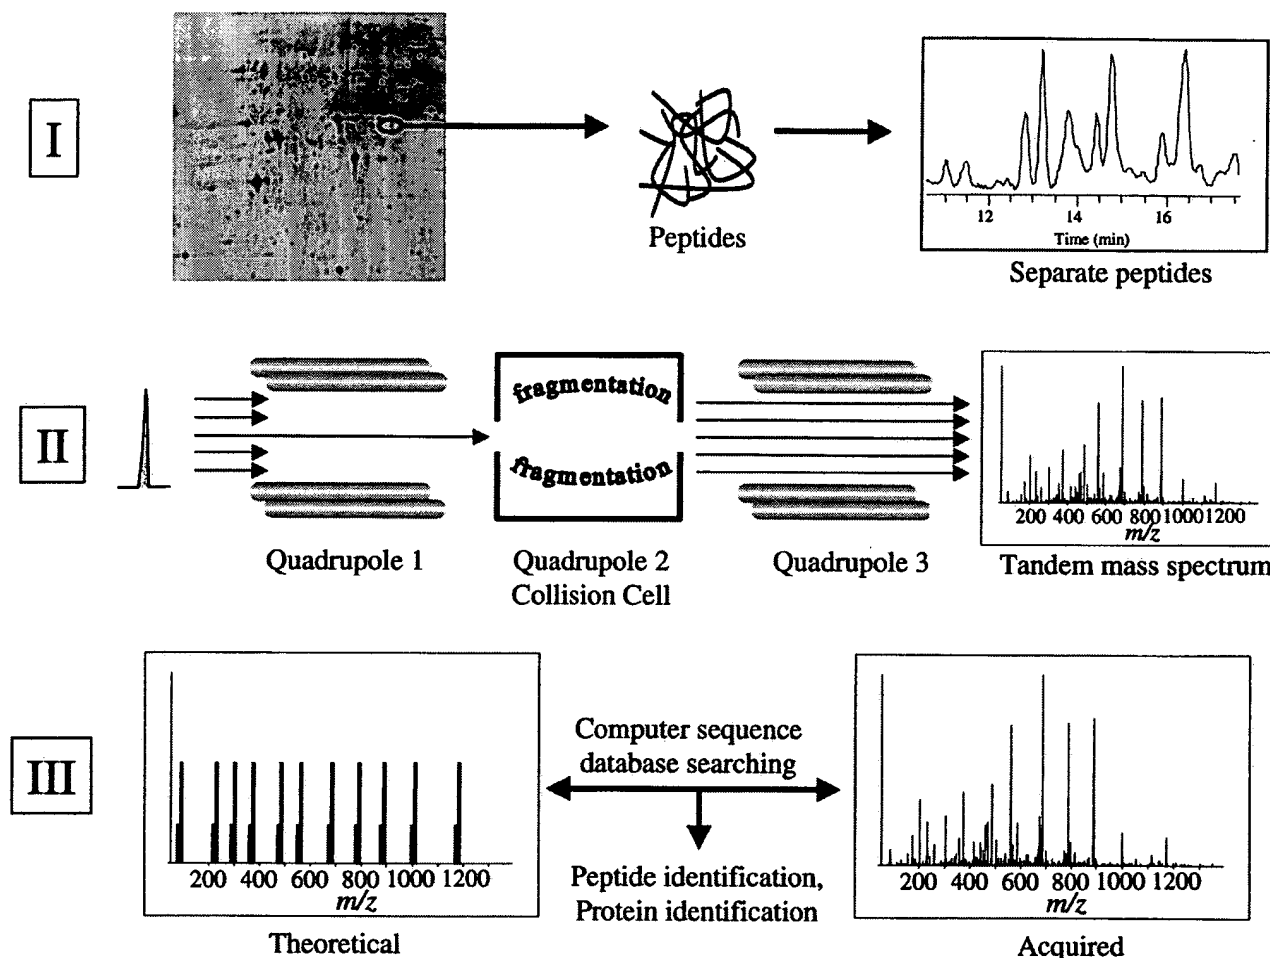 I
Peptides
12 14 16
Time (min)
Separate peptides
II
fragmentation
fragmentation
Quadrupole 1
Quadrupole 2
Collision Cell
Quadrupole 3
200 400 600 800 1000 1200
m/z
Tandem mass spectrum
III
200 400 600 800 1000 1200
m/z
Theoretical
Computer sequence
database searching
Peptide identification,
Protein identification
200 400 600 800 1000 1200
m/z
Acquired